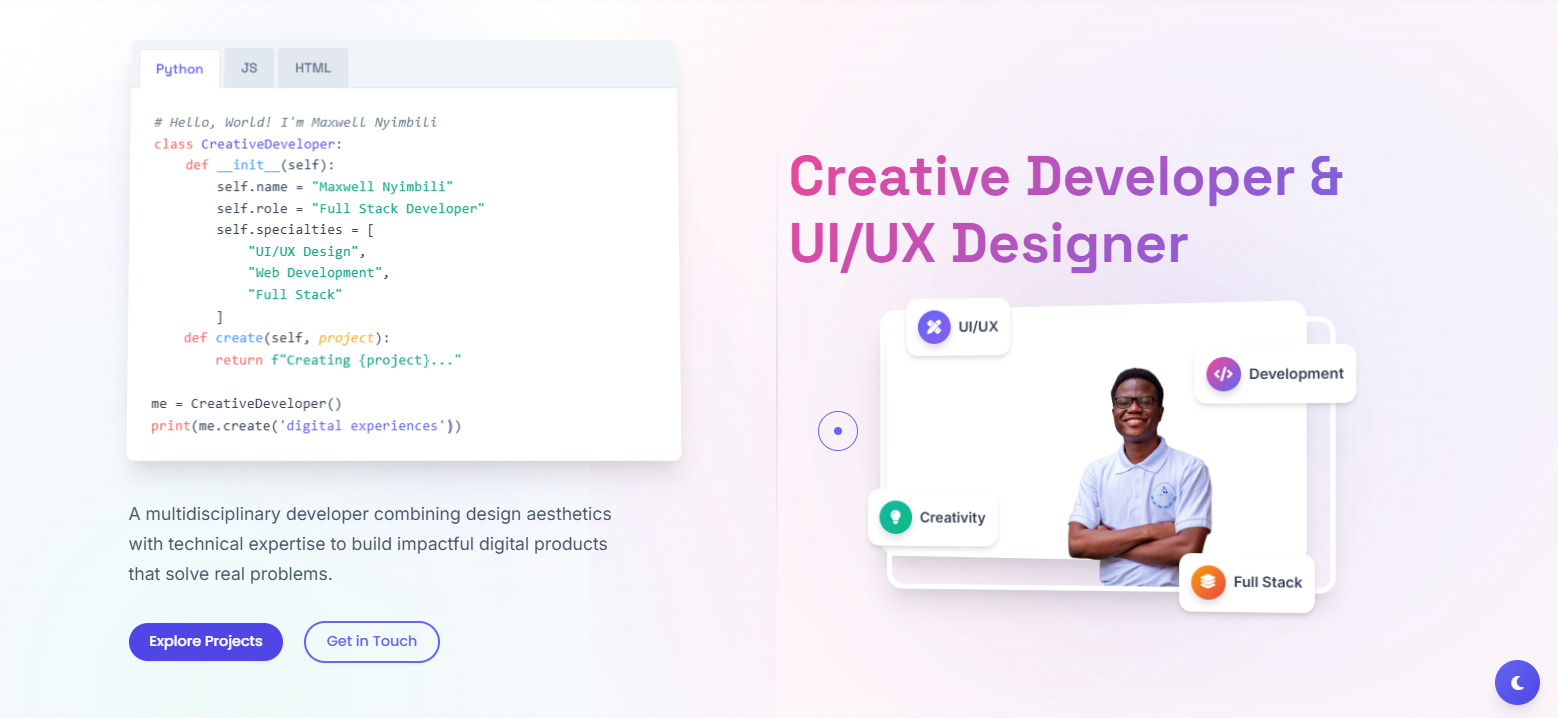 Python JS HTML
# Hello, World! I'm Maxwell Nyimbili
class CreativeDeveloper:
    def __init__(self):
        self.name = "Maxwell Nyimbili"
        self.role = "Full Stack Developer"
        self.specialties = [
            "UI/UX Design",
            "Web Development",
            "Full Stack"
        ]
    def create(self, project):
        return f"Creating {project}..."
me = CreativeDeveloper()
print(me.create('digital experiences'))
A multidisciplinary developer combining design aesthetics
with technical expertise to build impactful digital products
that solve real problems.
Explore Projects Get in Touch
Creative Developer &
UI/UX Designer
UI/UX
</> Development
Creativity
Full Stack